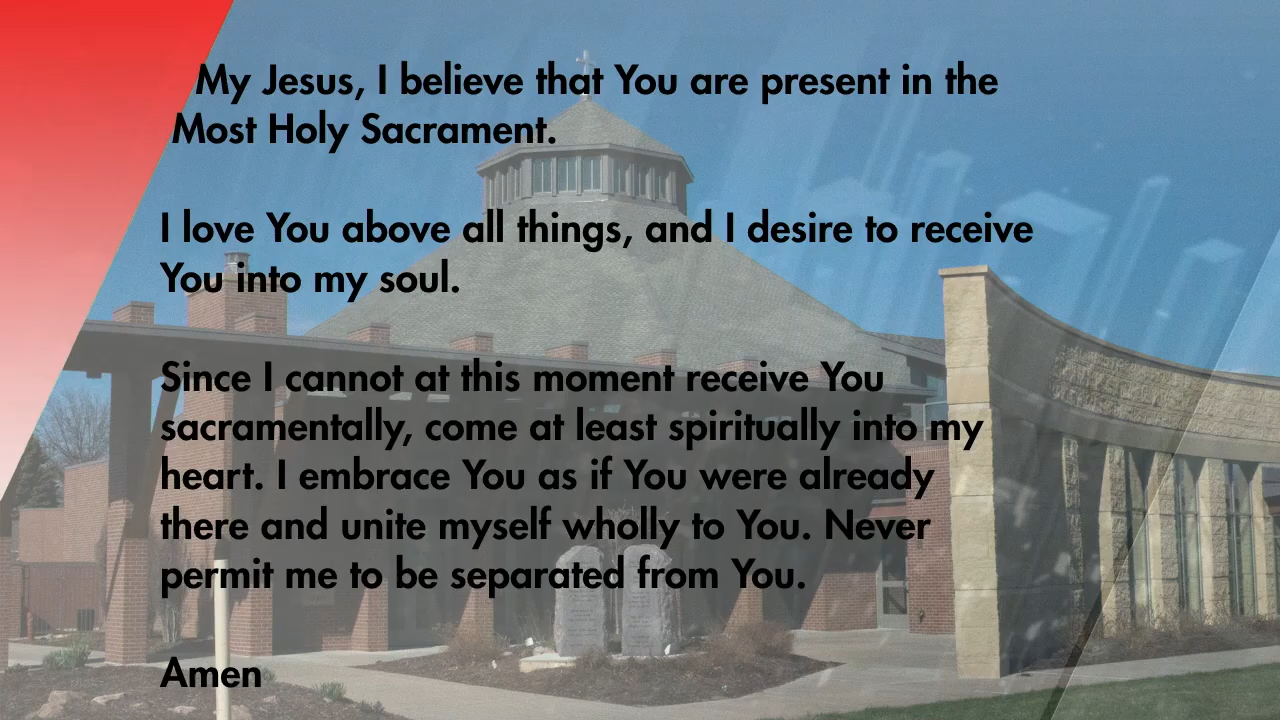 My Jesus, I believe that You are present in the
Most Holy Sacrament.
I love You above all things, and I desire to receive
You into my soul.
Since I cannot at this moment receive You
sacramentally, come at least spiritually into my
heart. I embrace You as if You were already
there and unite myself wholly to You. Never
permit me to be separated from You.
Amen